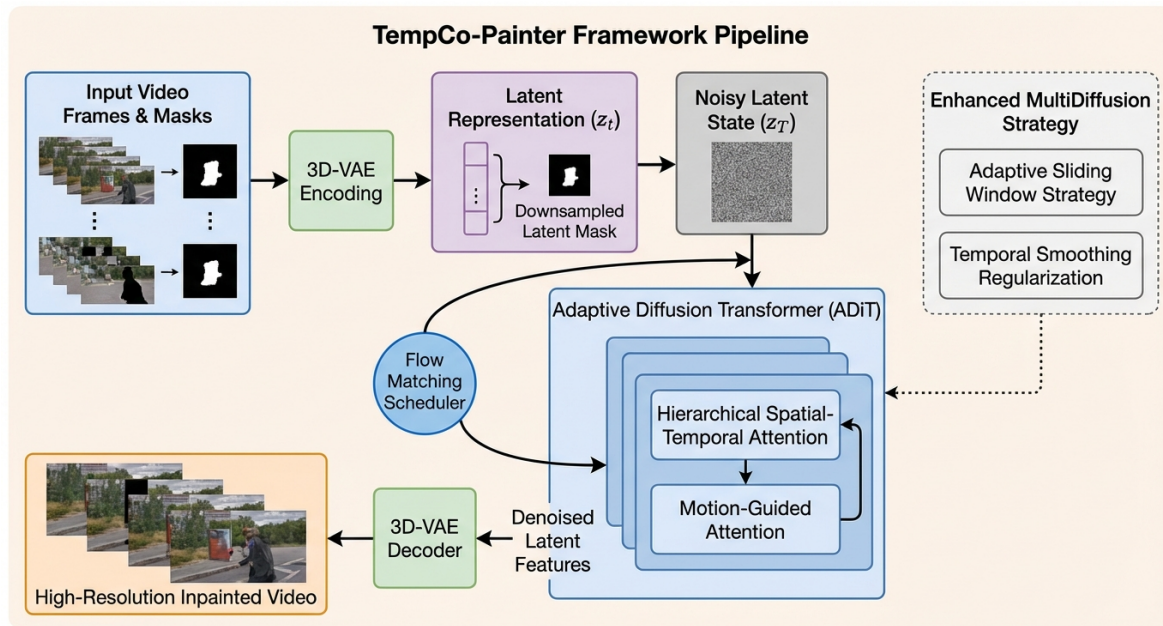 TempCo-Painter Framework Pipeline
Input Video
Frames & Masks
3D-VAE
Encoding
Latent
Representation (z_t)
Downsampled
Latent Mask
Noisy Latent
State (z_T)
Enhanced MultiDiffusion
Strategy
Adaptive Sliding
Window Strategy
Temporal Smoothing
Regularization
Adaptive Diffusion Transformer (ADiT)
Flow
Matching
Scheduler
Hierarchical Spatial-
Temporal Attention
Motion-Guided
Attention
Denoised
Latent
Features
3D-VAE
Decoder
High-Resolution Inpainted Video